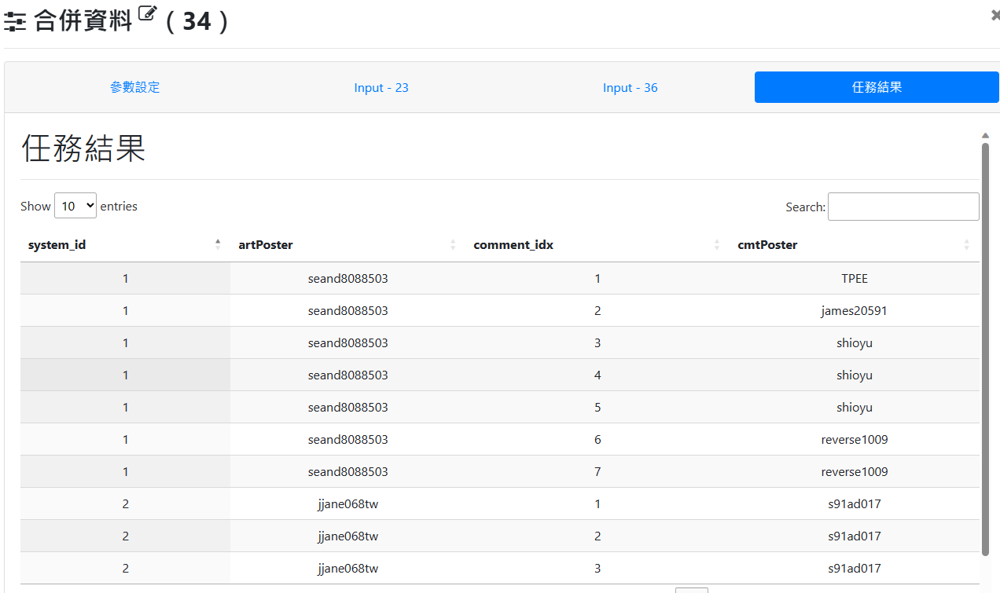 合併資料 ( 34 )
參數設定 Input - 23 Input - 36 任務結果
任務結果
Show 10 entries Search:
system_id artPoster comment_idx cmtPoster
1 seand8088503 1 TPEE
1 seand8088503 2 james20591
1 seand8088503 3 shioyu
1 seand8088503 4 shioyu
1 seand8088503 5 shioyu
1 seand8088503 6 reverse1009
1 seand8088503 7 reverse1009
2 jjane068tw 1 s91ad017
2 jjane068tw 2 s91ad017
2 jjane068tw 3 s91ad017